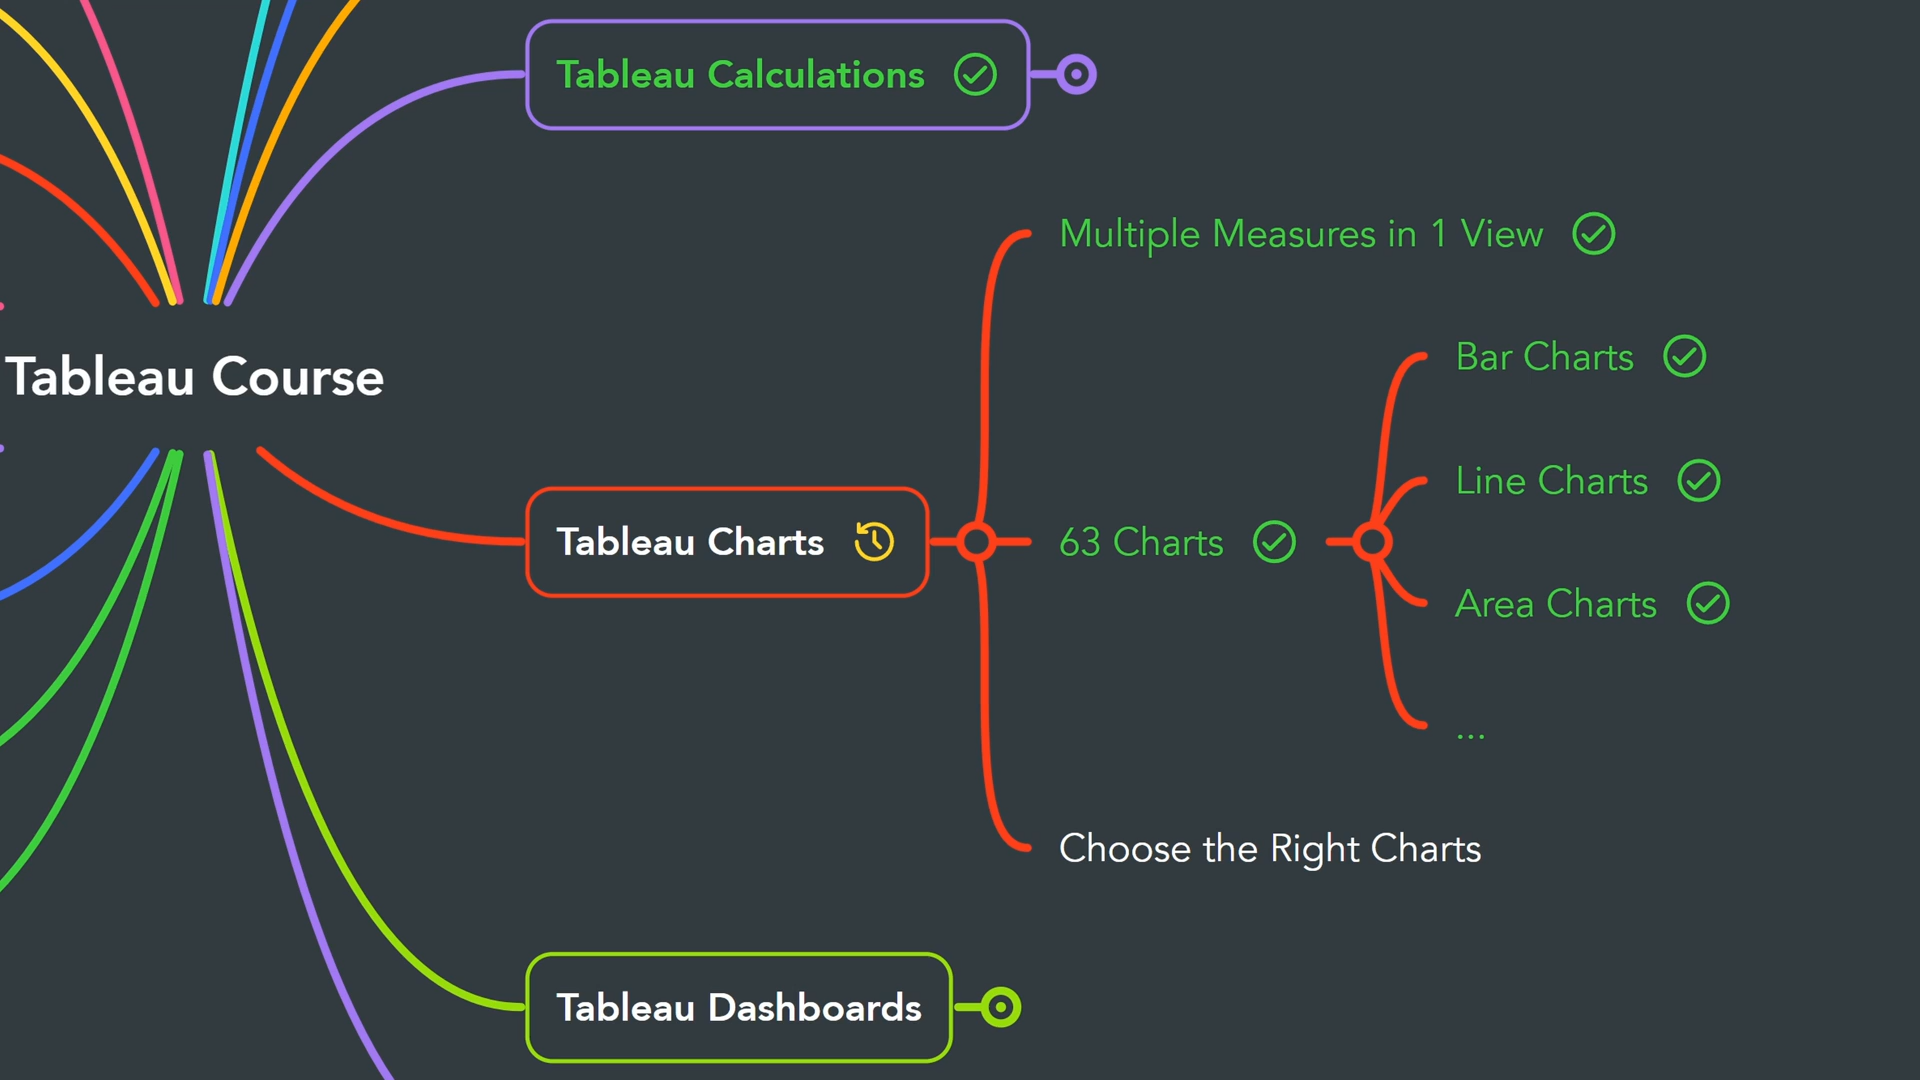 Tableau Calculations
Multiple Measures in 1 View
Bar Charts
Tableau Course
Line Charts
Tableau Charts
63 Charts
Area Charts
...
Choose the Right Charts
Tableau Dashboards